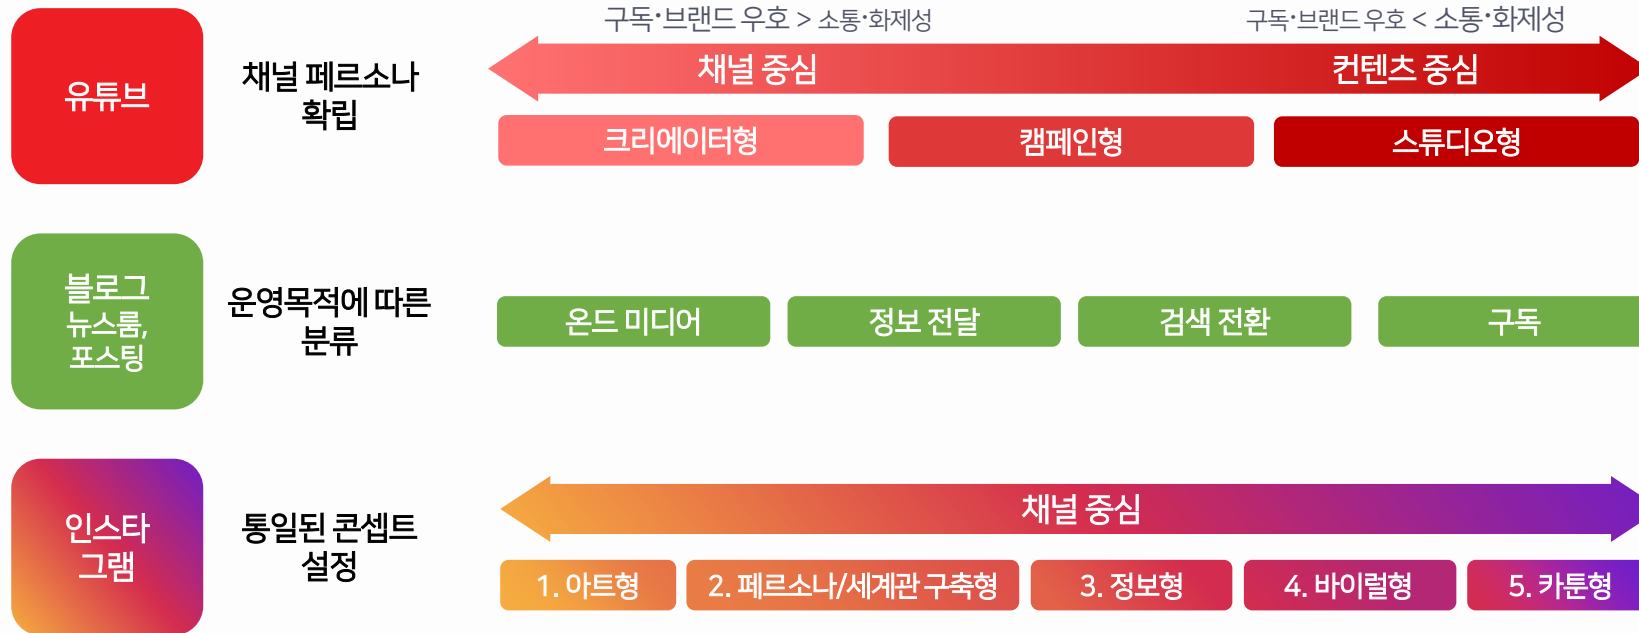 구독·브랜드 우호 > 소통·화제성
구독·브랜드 우호 < 소통·화제성
유튜브
채널 페르소나
확립
채널 중심
컨텐츠 중심
크리에이터형
캠페인형
스튜디오형
블로그
뉴스룸,
포스팅
운영목적에 따른
분류
온드 미디어
정보 전달
검색 전환
구독
인스타
그램
통일된 콘셉트
설정
채널 중심
1. 아트형
2. 페르소나/세계관 구축형
3. 정보형
4. 바이럴형
5. 카툰형